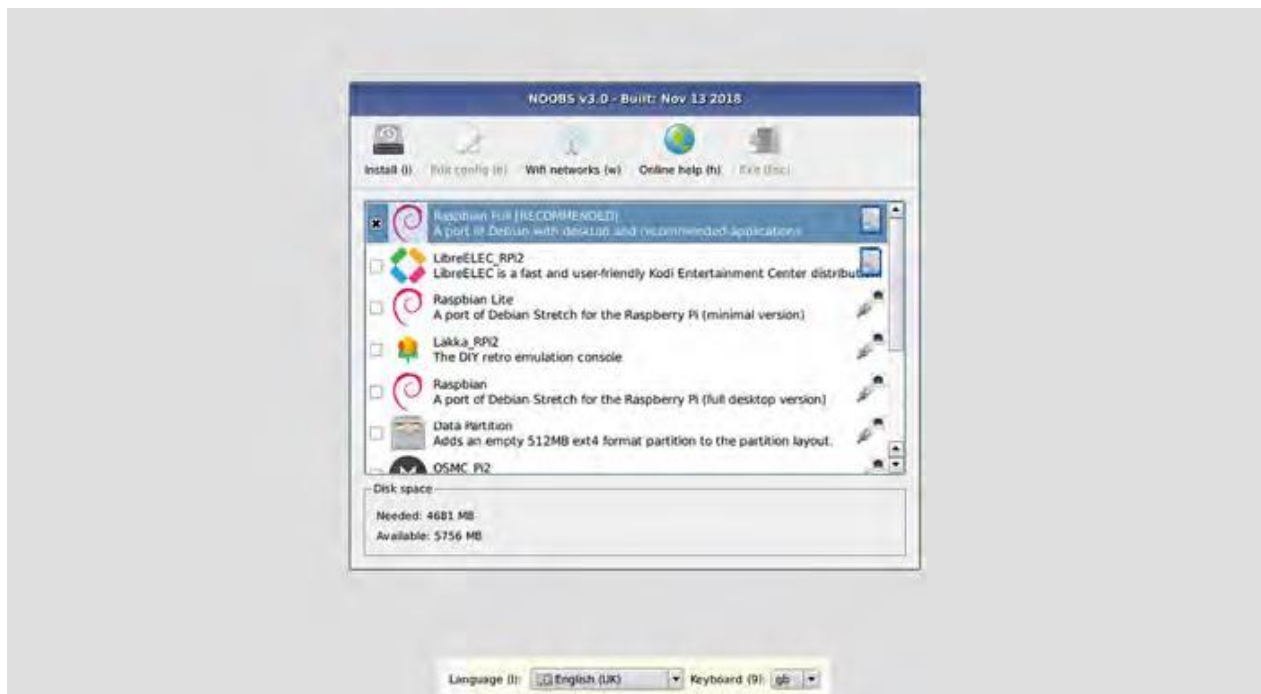 NOOBS v3.0 - Built: Nov 13 2018
Install (i) Edit config (e) Wifi networks (w) Online help (h) Exit (Esc)
Raspbian Full [RECOMMENDED]
A port of Debian with desktop and recommended applications
LibreELEC_RPi2
LibreELEC is a fast and user-friendly Kodi Entertainment Center
Raspbian Lite
A port of Debian Stretch for the Raspberry Pi (minimal version)
Lakka_RPi2
The DIY retro emulation console
Raspbian
A port of Debian Stretch for the Raspberry Pi (full desktop version)
Data Partition
Adds an empty 512MB ext4 format partition to the partition layout.
OSMC_Pi2
Disk space
Needed: 4681 MB
Available: 5756 MB
Language (l): English (UK) Keyboard (9): gb